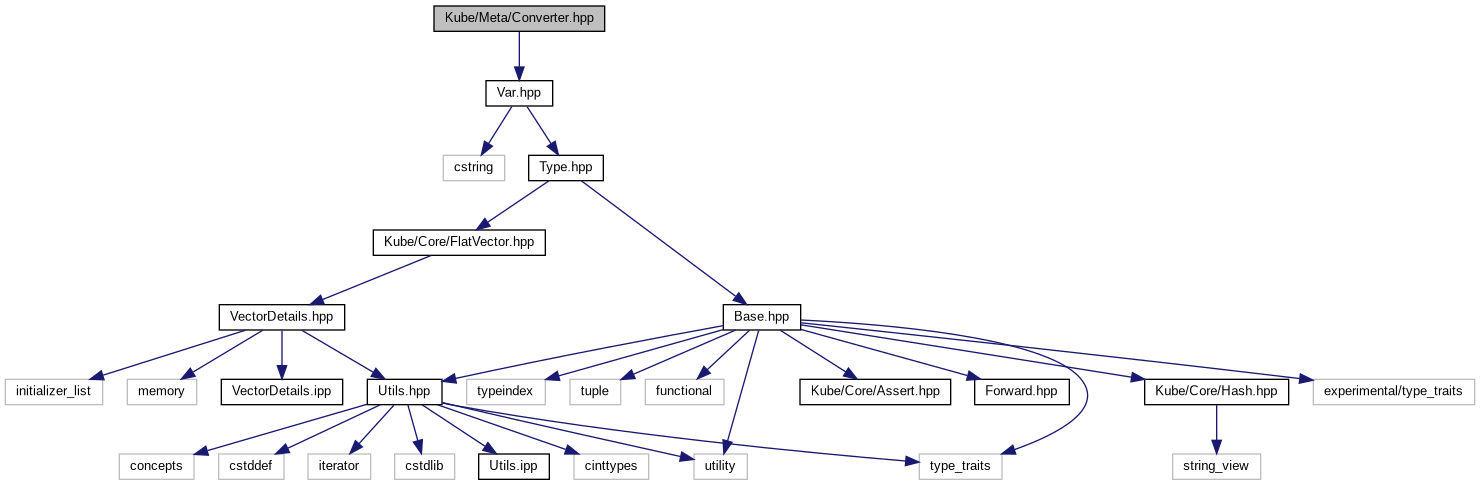 Kube/Meta/Converter.hpp
Var.hpp
cstring
Type.hpp
Kube/Core/FlatVector.hpp
VectorDetails.hpp
Base.hpp
initializer_list
memory
VectorDetails.ipp
Utils.hpp
typeindex
tuple
functional
Kube/Core/Assert.hpp
Forward.hpp
Kube/Core/Hash.hpp
experimental/type_traits
concepts
cstddef
iterator
cstdlib
Utils.ipp
cinttypes
utility
type_traits
string_view